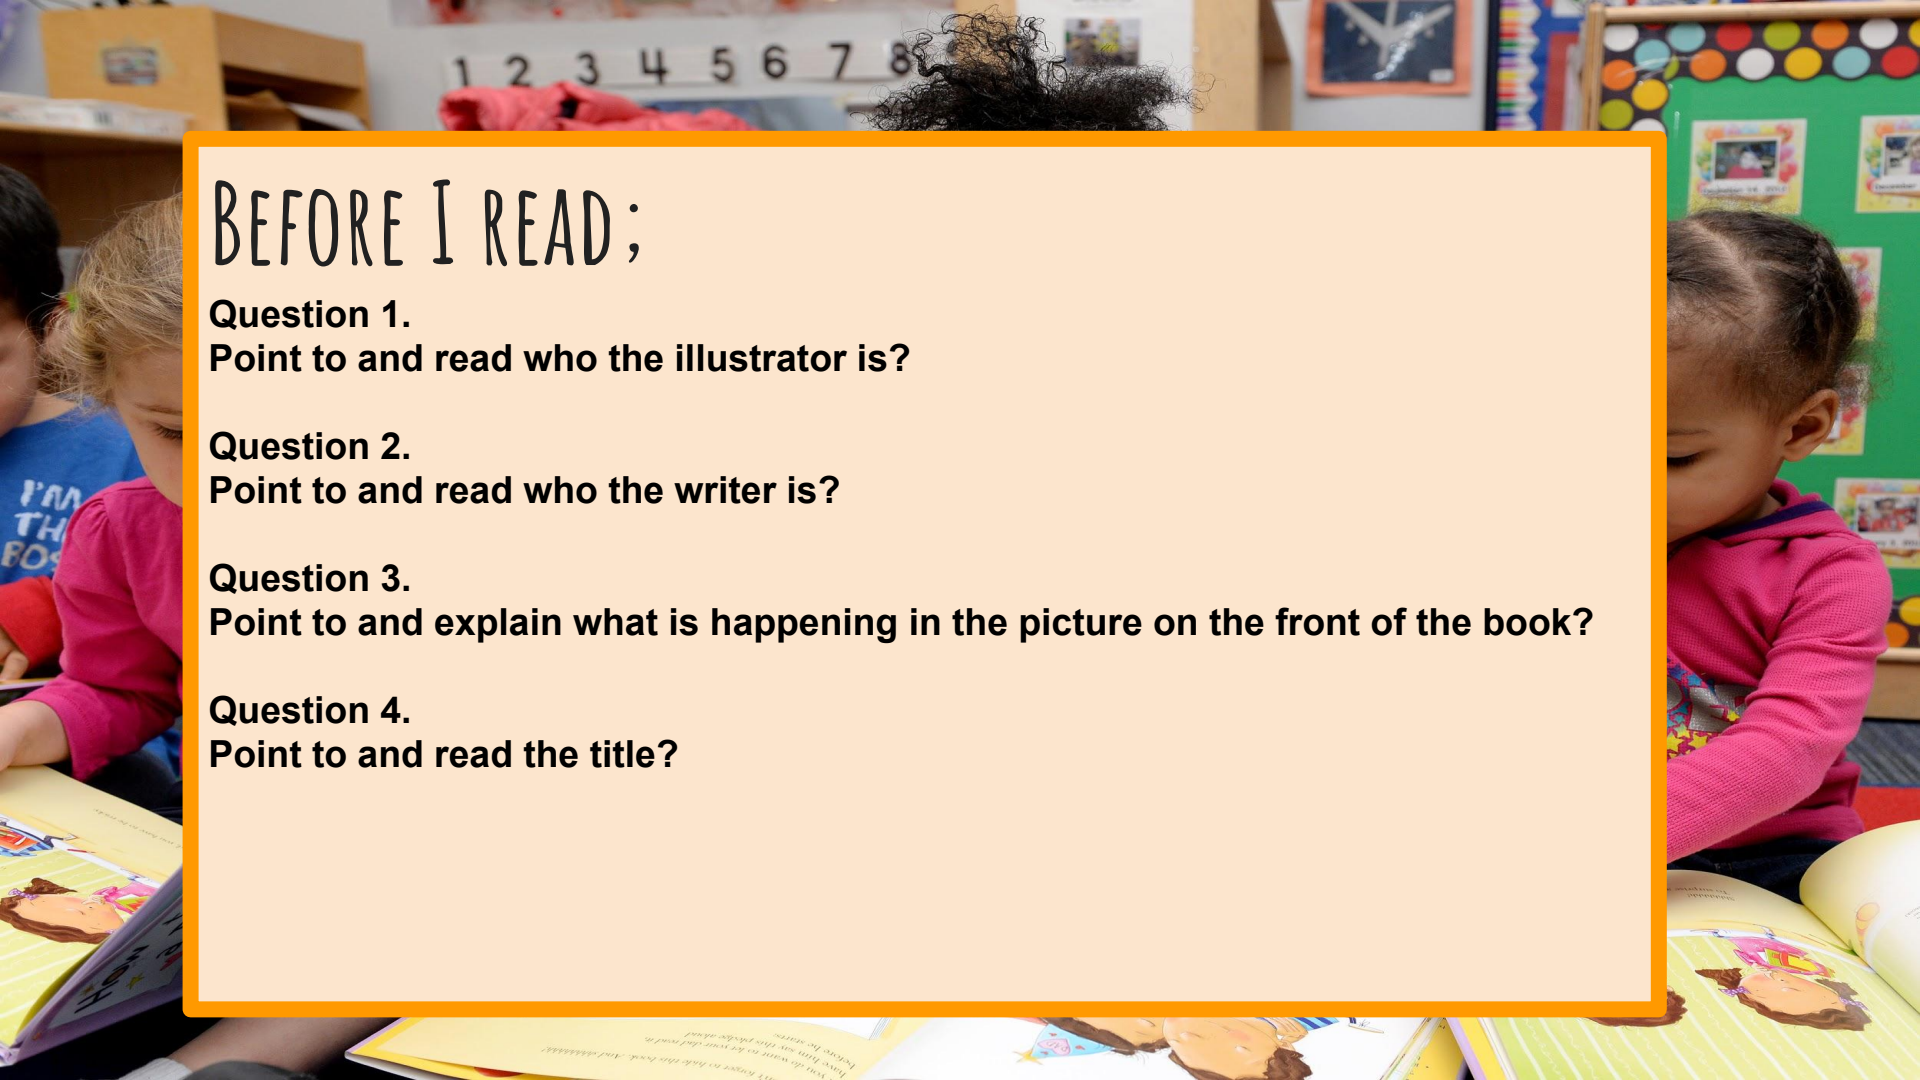 1 2 3 4 5 6 7 8
BEFORE I READ;
Question 1.
Point to and read who the illustrator is?
Question 2.
Point to and read who the writer is?
Question 3.
Point to and explain what is happening in the picture on the front of the book?
Question 4.
Point to and read the title?
I'M
TH
BOS